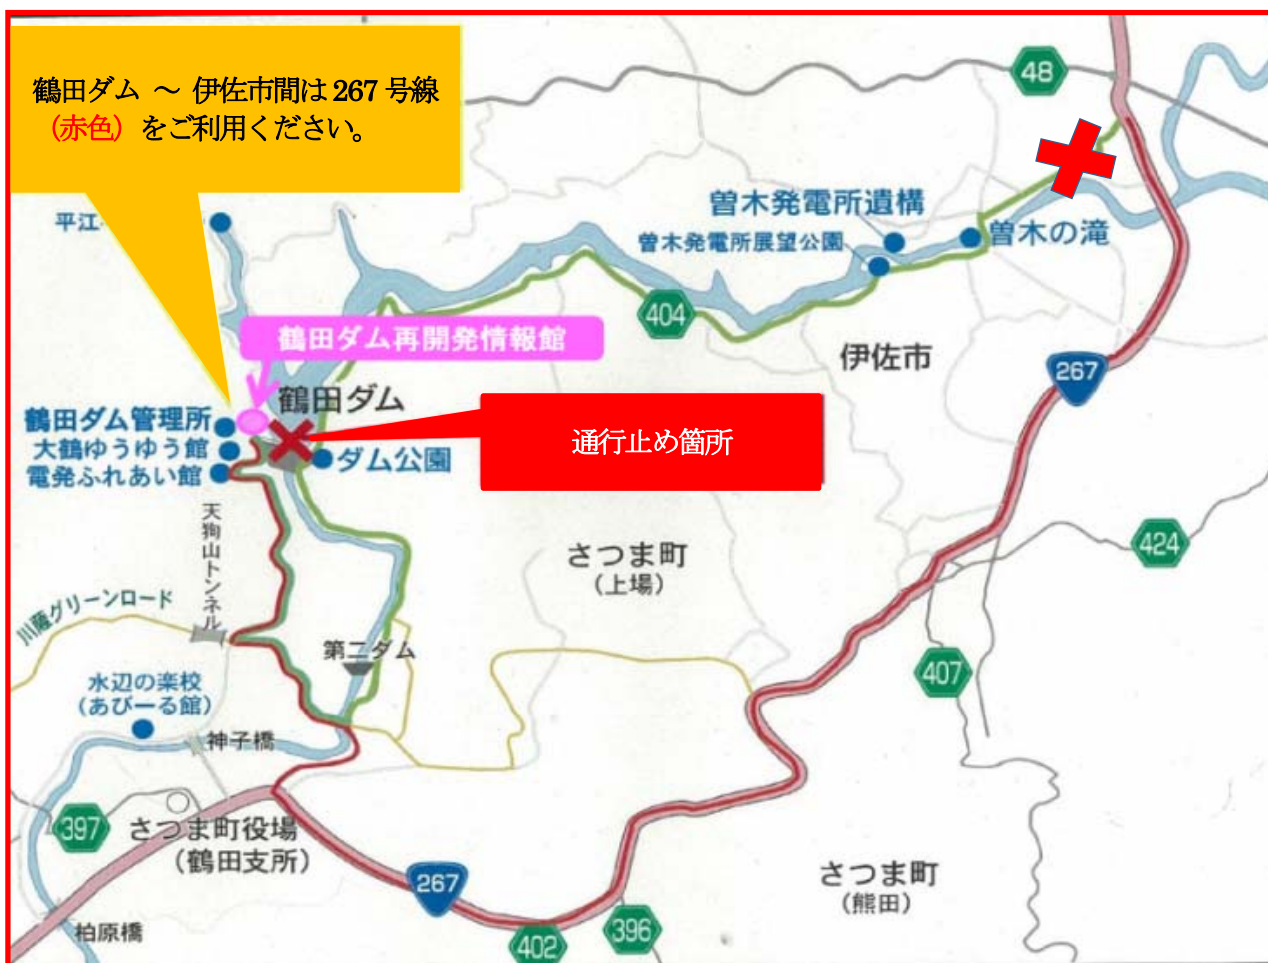 鶴田ダム ～ 伊佐市間は 267 号線
（赤色）をご利用ください。
48
平江
曽木発電所遺構
曽木発電所展望公園
曽木の滝
404
鶴田ダム再開発情報館
伊佐市
267
鶴田ダム
鶴田ダム管理所
大鶴ゆうゆう館
電発ふれあい館
ダム公園
通行止め箇所
天狗山トンネル
さつま町
（上場）
424
川薩グリーンロード
第二ダム
407
水辺の楽校
（あびーる館）
神子橋
397
さつま町役場
（鶴田支所）
267
さつま町
（熊田）
柏原橋
402
396